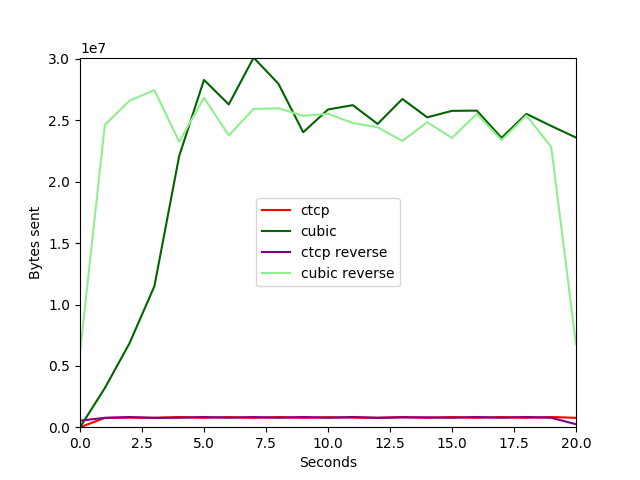 1e7
3.0
2.5
2.0
1.5
1.0
0.5
0.0
Bytes sent
ctcp
cubic
ctcp reverse
cubic reverse
0.0 2.5 5.0 7.5 10.0 12.5 15.0 17.5 20.0
Seconds